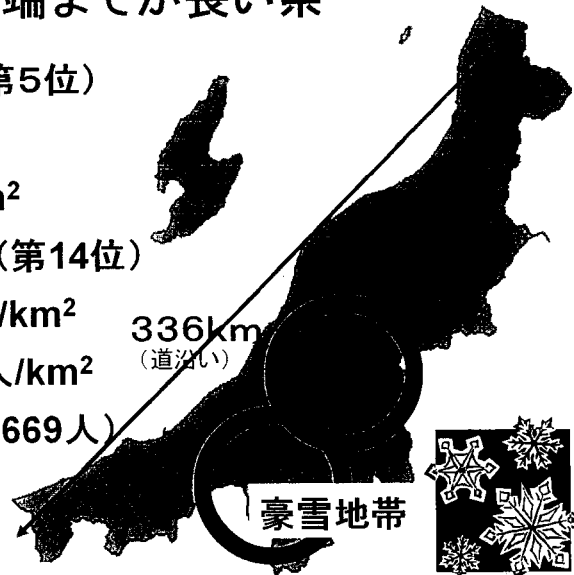 端までが長い県
第5位）
m²
（第14位）
/km²
336km
（道沿い）
人/km²
669人）
豪雪地帯